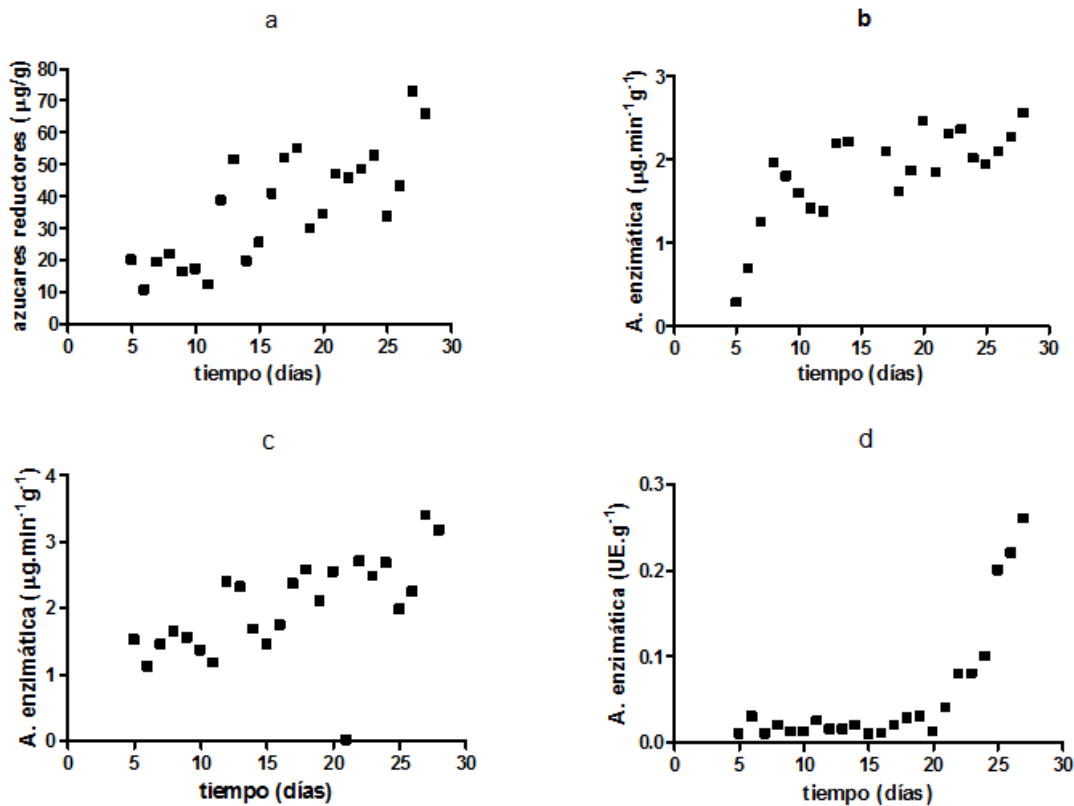 a
azucares reductores ( µg/g)
80
70
60
50
40
30
20
10
0
0 5 10 15 20 25 30
tiempo (días)
b
A. enzimática (µg.min⁻¹g⁻¹)
3
2
1
0
0 5 10 15 20 25 30
tiempo (días)
c
A. enzimática ( µg.min⁻¹g⁻¹)
4
3
2
1
0
0 5 10 15 20 25 30
tiempo (días)
d
A. enzimática (UE.g⁻¹)
0.3
0.2
0.1
0.0
0 5 10 15 20 25 30
tiempo (días)